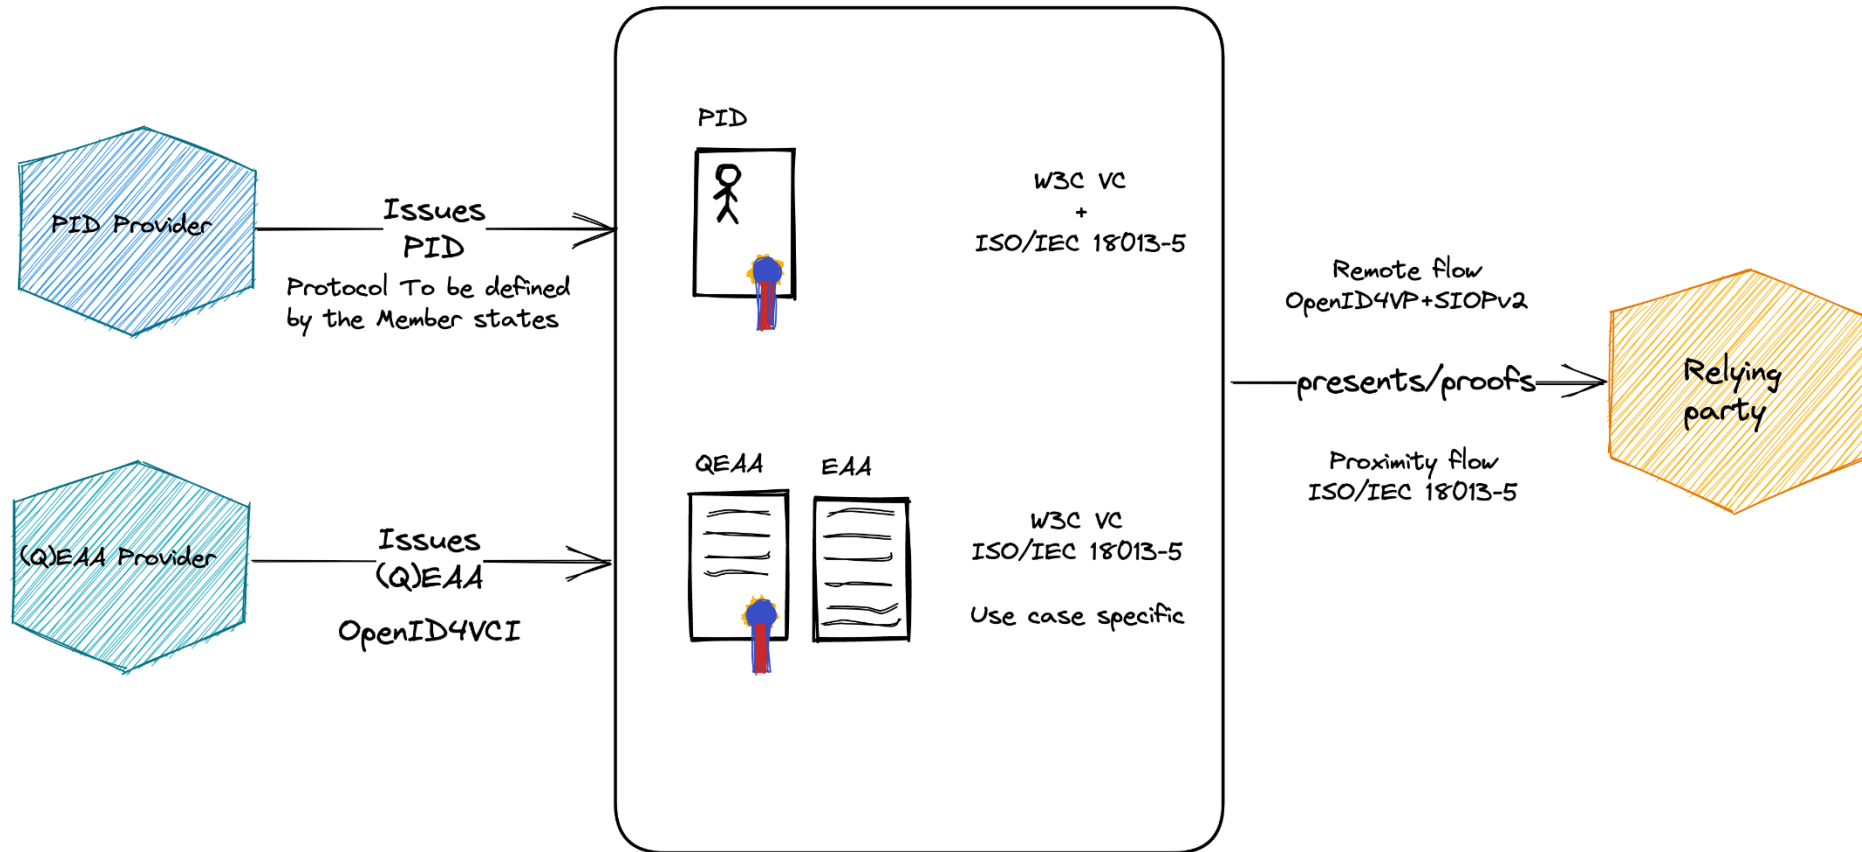 PID Provider
Issues
PID
Protocol To be defined
by the Member states
(Q)EAA Provider
Issues
(Q)EAA
OpenID4VCI
PID
W3C VC
+
ISO/IEC 18013-5
QEAA
EAA
W3C VC
ISO/IEC 18013-5
Use case specific
Remote flow
OpenID4VP+SIOPv2
presents/proofs
Proximity flow
ISO/IEC 18013-5
Relying
party